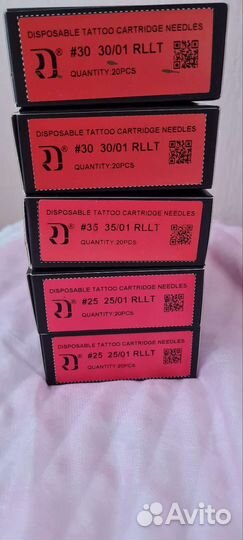 DISPOSABLE TATTOO CARTRIDGE NEEDLES
#30 30/01 RLLT
QUANTITY:20PCS
DISPOSABLE TATTOO CARTRIDGE NEEDLES
#30 30/01 RLLT
QUANTITY:20PCS
DISPOSABLE TATTOO CARTRIDGE NEEDLES
#35 35/01 RLLT
QUANTITY:20PCS
DISPOSABLE TATTOO CARTRIDGE NEEDLES
#25 25/01 RLLT
QUANTITY:20PCS
DISPOSABLE TATTOO CARTRIDGE NEEDLES
#25 25/01 RLLT
QUANTITY:20PCS
Avito